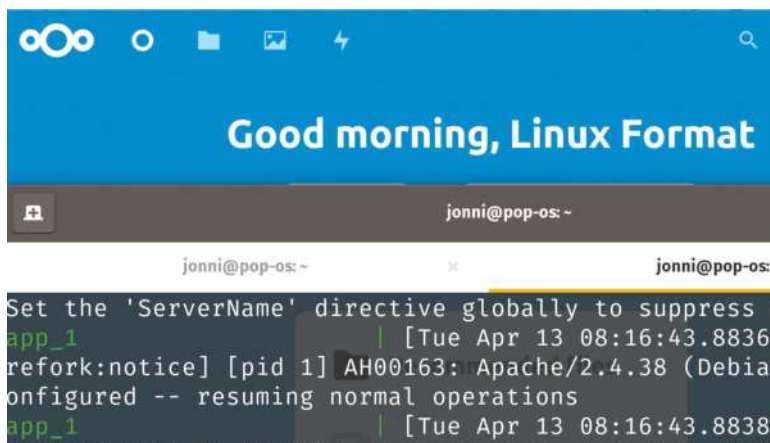 Good morning, Linux Format
jonni@pop-os: ~
jonni@pop-os: ~ × jonni@pop-os:
Set the 'ServerName' directive globally to suppress
app_1 | [Tue Apr 13 08:16:43.8836
refork:notice] [pid 1] AH00163: Apache/2.4.38 (Debia
onfigured -- resuming normal operations
app_1 | [Tue Apr 13 08:16:43.8838